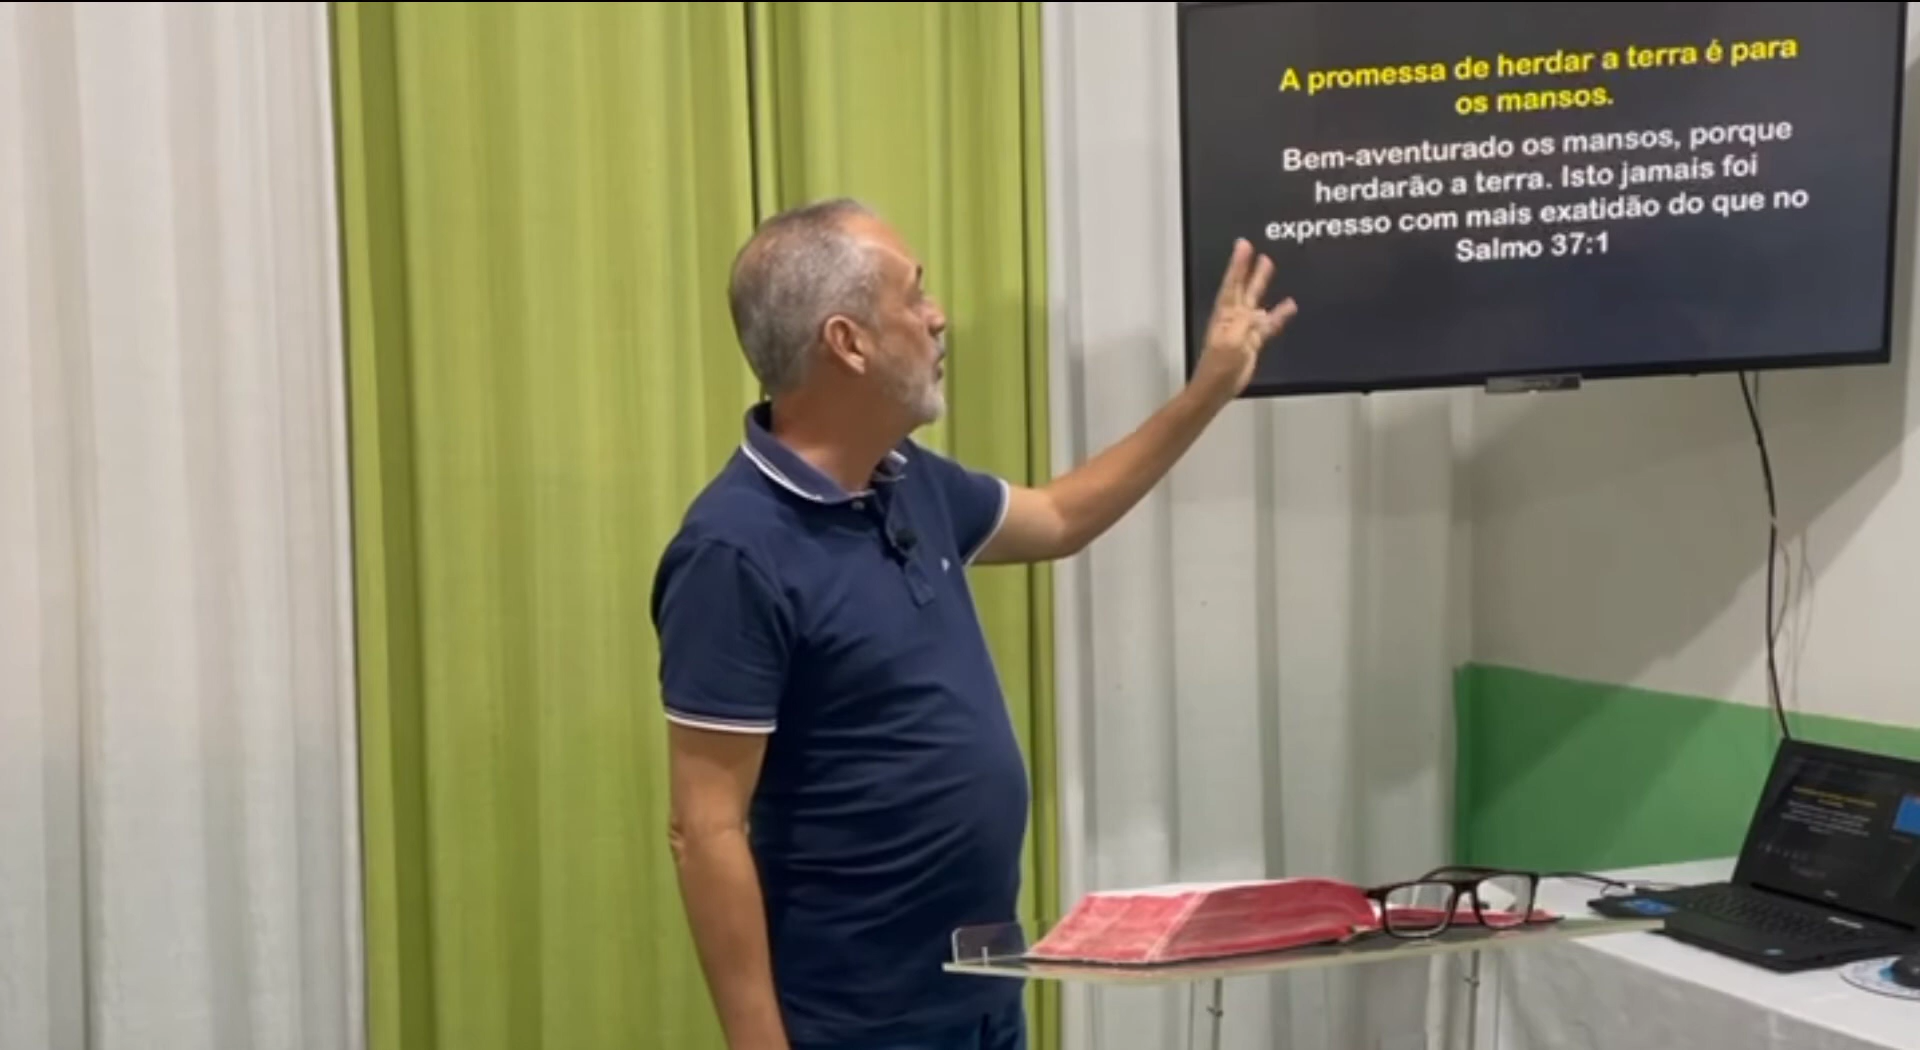 A promessa de herdar a terra é para
os mansos.
Bem-aventurado os mansos, porque
herdarão a terra. Isto jamais foi
expresso com mais exatidão do que no
Salmo 37:1